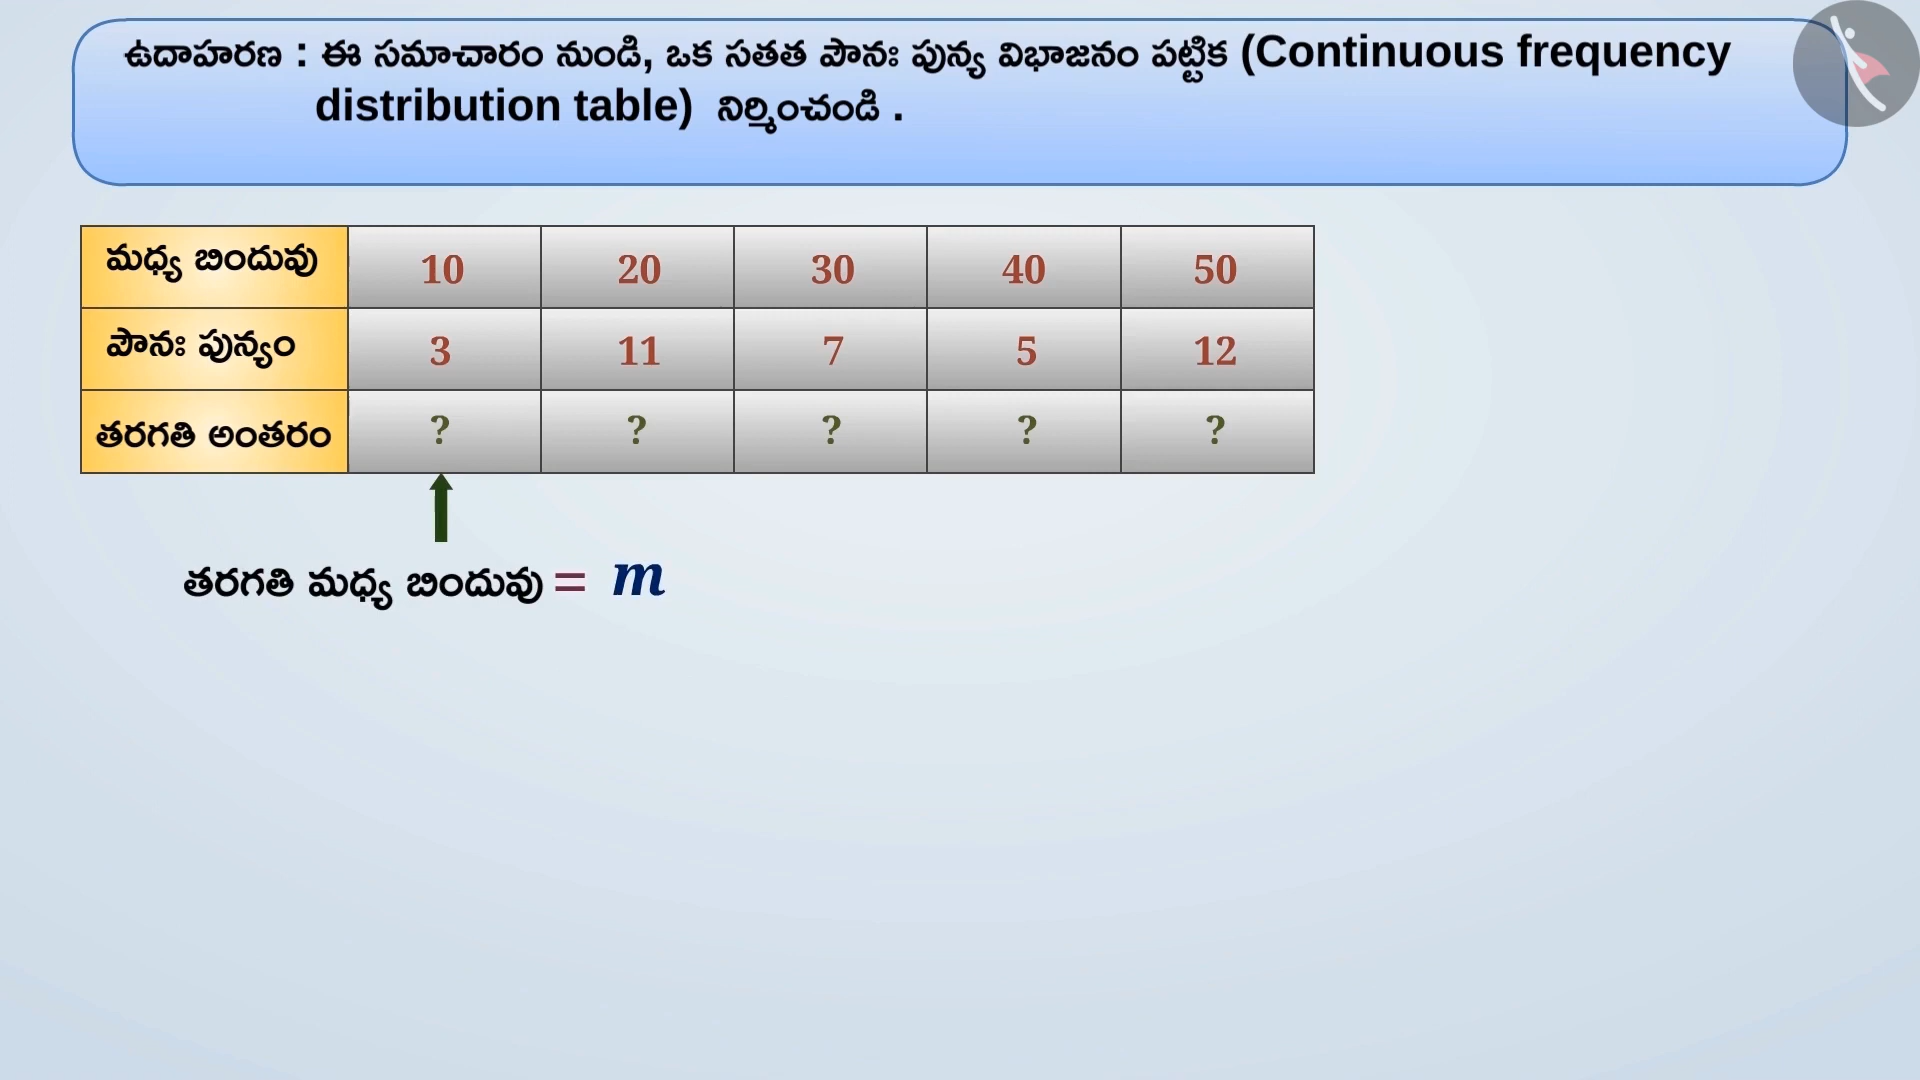 ఉదాహరణ : ఈ సమాచారం నుండి, ఒక సతత పౌనః పున్య విభాజనం పట్టిక (Continuous frequency
distribution table) నిర్మించండి .
మధ్య బిందువు 10 20 30 40 50
పౌనః పున్యం 3 11 7 5 12
తరగతి అంతరం ? ? ? ? ?
తరగతి మధ్య బిందువు = m